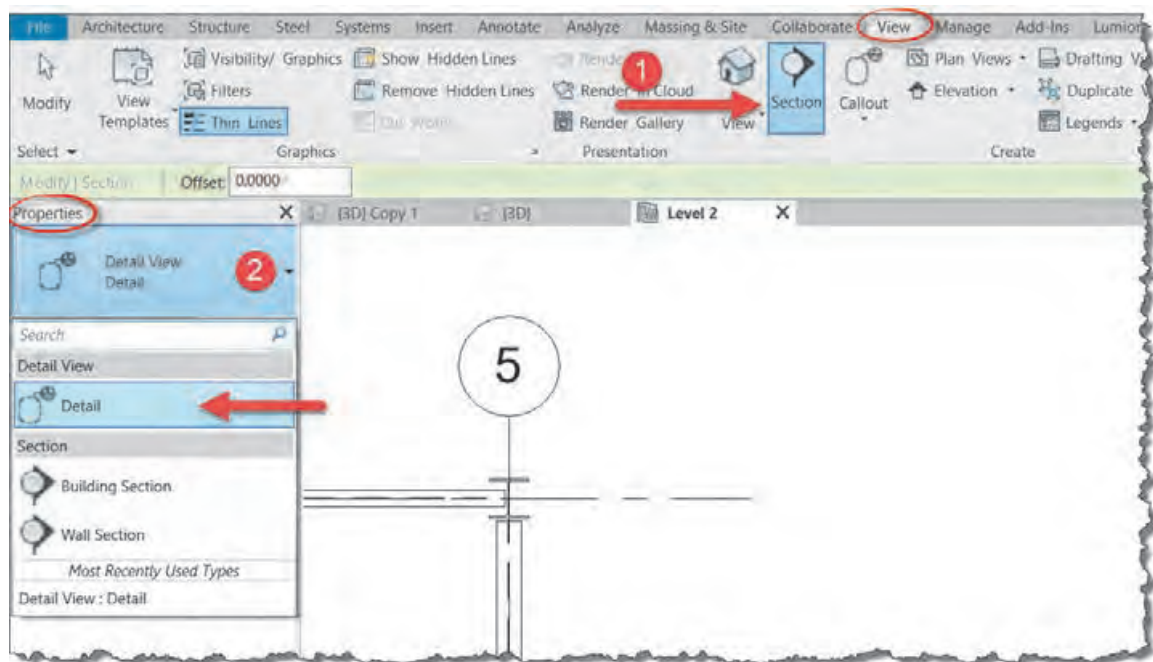 File Architecture Structure Steel Systems Insert Annotate Analyze Massing & Site Collaborate View Manage Add-Ins Lumion
Modify
View
Templates
Visibility/ Graphics
Filters
Thin Lines
Show Hidden Lines
Remove Hidden Lines
Cut
Render
Render in Cloud
Render Gallery
1
View
Section
Callout
Plan Views
Elevation
Drafting
Duplicate
Legends
Select
Graphics
Presentation
Create
Modify | Section
Offset: 0.0000
Properties
{3D} Copy 1
{3D}
Level 2
Detail View
Detail
2
Search
Detail View
Detail
Section
Building Section
Wall Section
Most Recently Used Types
Detail View : Detail
5